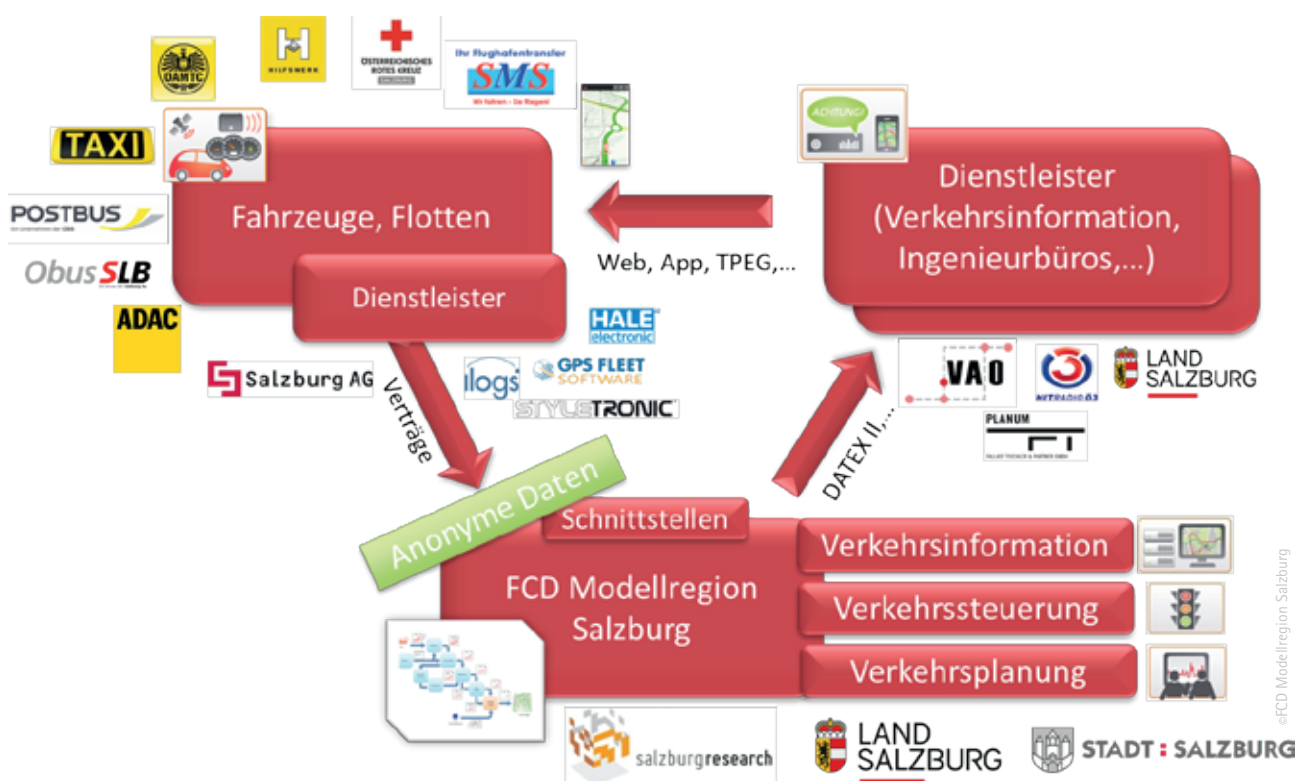 ÖAMTC
HILFSWERK
ÖSTERREICHISCHES
ROTES KREUZ
SALZBURG
Ihr Flughafentransfer
SMS
Wir fahren - Sie fliegen!
TAXI
POSTBUS
Obus SLB
ADAC
Salzburg AG
Fahrzeuge, Flotten
Dienstleister
HALE
electronic
ilogs
GPS FLEET
SOFTWARE
STYLETRONIC
Web, App, TPEG,...
ACHTUNG!
Dienstleister
(Verkehrsinformation,
Ingenieurbüros,...)
VAO
HITRADIO Ö3
LAND
SALZBURG
PLANUM
Verträge
DATEX II,...
Anonyme Daten
Schnittstellen
FCD Modellregion
Salzburg
Verkehrsinformation
Verkehrssteuerung
Verkehrsplanung
salzburgresearch
LAND
SALZBURG
STADT : SALZBURG
©FCD Modellregion Salzburg